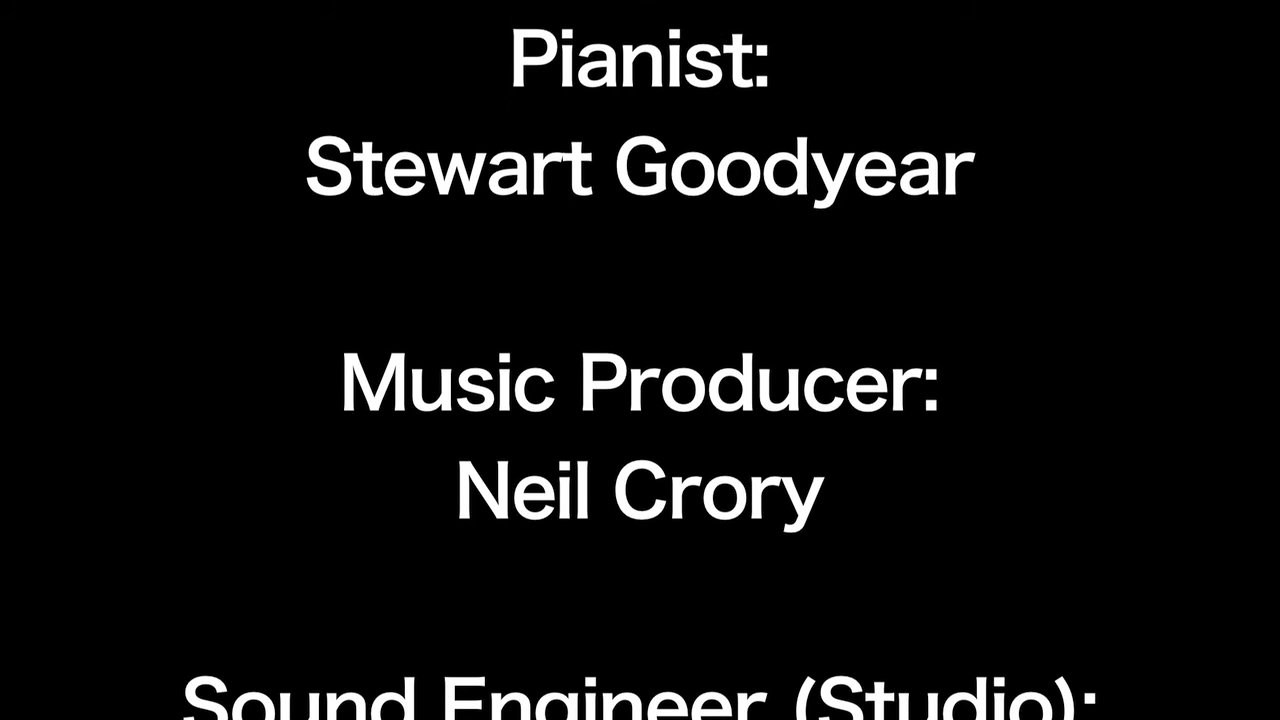 Pianist:
Stewart Goodyear
Music Producer:
Neil Crory
Sound Engineer (Studio):